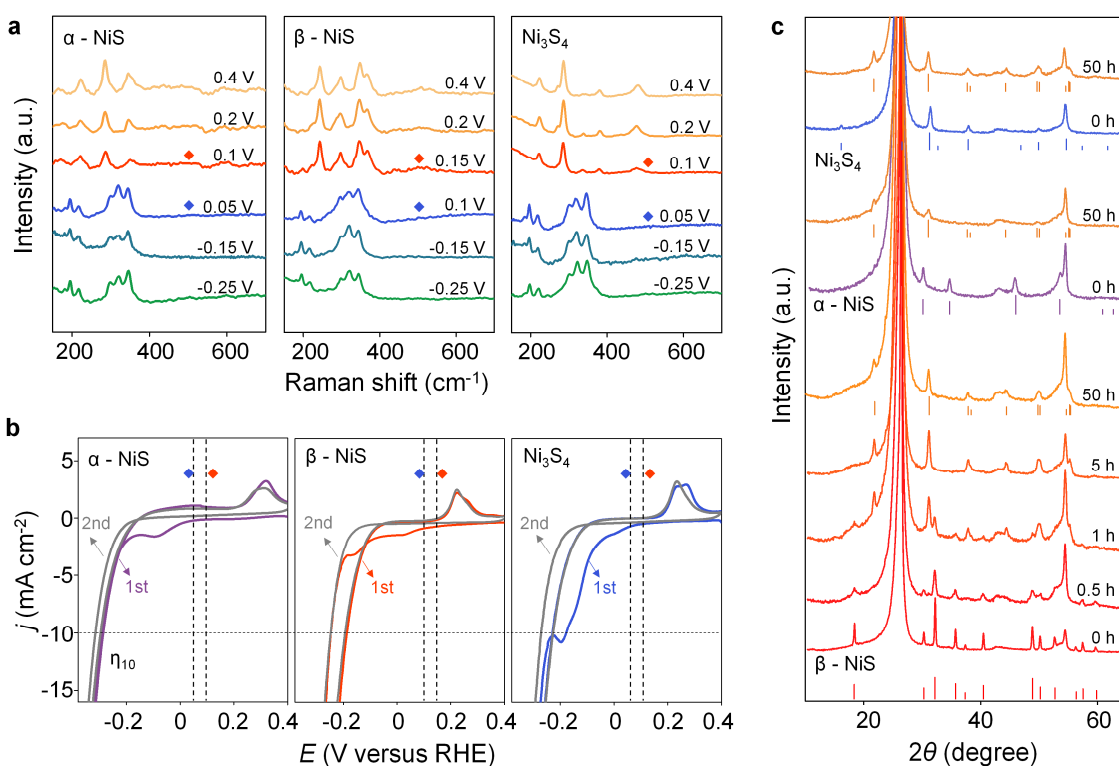 a
α - NiS
0.4 V
0.2 V
0.1 V
0.05 V
-0.15 V
-0.25 V
β - NiS
0.4 V
0.2 V
0.15 V
0.1 V
-0.15 V
-0.25 V
Ni₃S₄
0.4 V
0.2 V
0.1 V
0.05 V
-0.15 V
-0.25 V
Intensity (a.u.)
200 400 600
200 400 600
200 400 600
Raman shift (cm⁻¹)
b
α - NiS
2nd
1st
η₁₀
β - NiS
2nd
1st
Ni₃S₄
2nd
1st
j (mA cm⁻²)
5
0
-5
-10
-15
-0.2 0 0.2 0.4
-0.2 0 0.2 0.4
-0.2 0 0.2 0.4
E (V versus RHE)
c
50 h
0 h
Ni₃S₄
50 h
0 h
α - NiS
50 h
5 h
1 h
0.5 h
0 h
β - NiS
Intensity (a.u.)
20 40 60
2θ (degree)